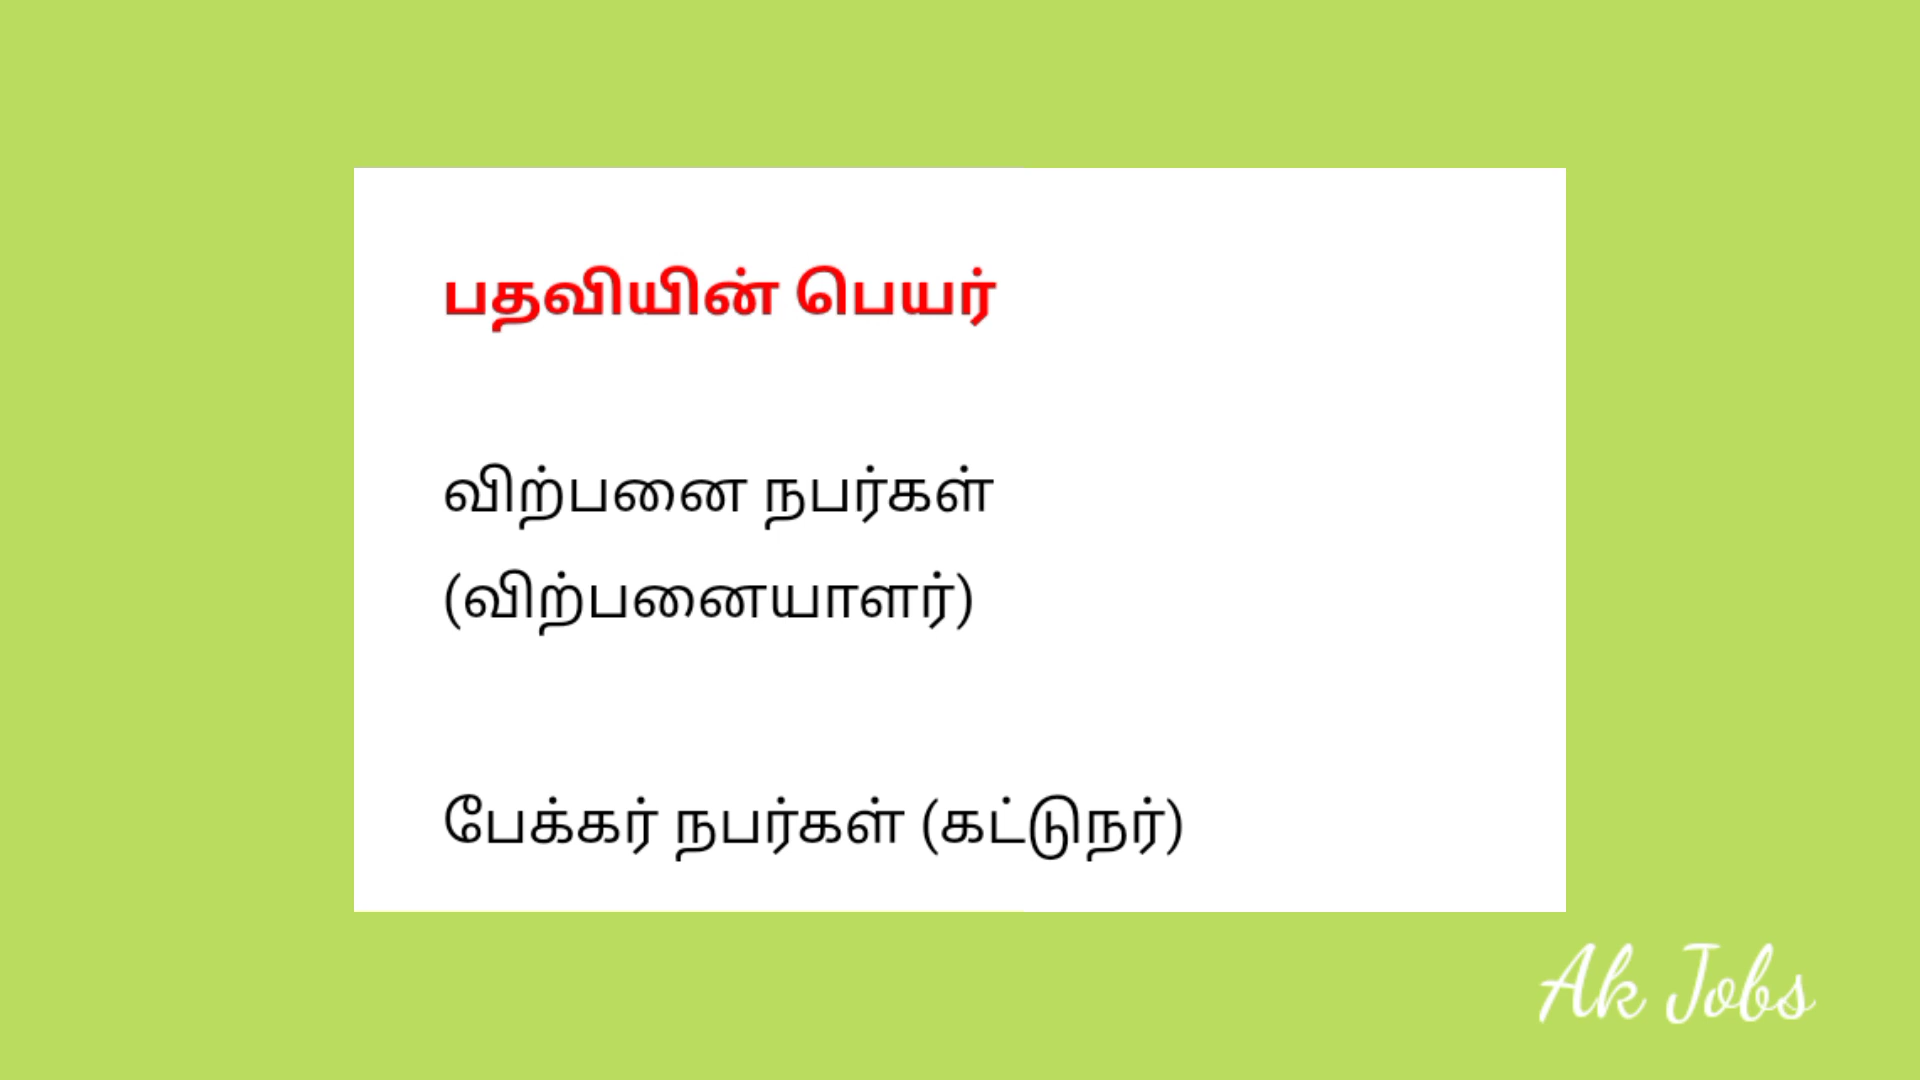 பதவியின் பெயர்
விற்பனை நபர்கள்
(விற்பனையாளர்)
பேக்கர் நபர்கள் (கட்டுநர்)
Ak Jobs